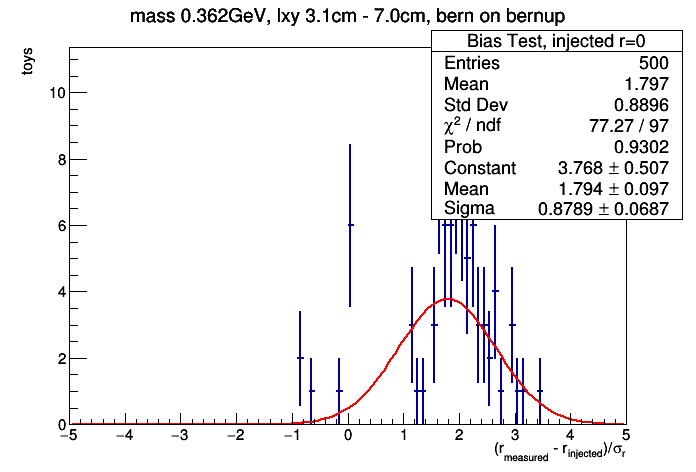 mass 0.362GeV, lxy 3.1cm - 7.0cm, bern on bernup
Bias Test, injected r=0
Entries 500
Mean 1.797
Std Dev 0.8896
χ² / ndf 77.27 / 97
Prob 0.9302
Constant 3.768 ± 0.507
Mean 1.794 ± 0.097
Sigma 0.8789 ± 0.0687
toys
10
8
6
4
2
0
−5 −4 −3 −2 −1 0 1 2 3 4 5
(r_measured - r_injected)/σ_r